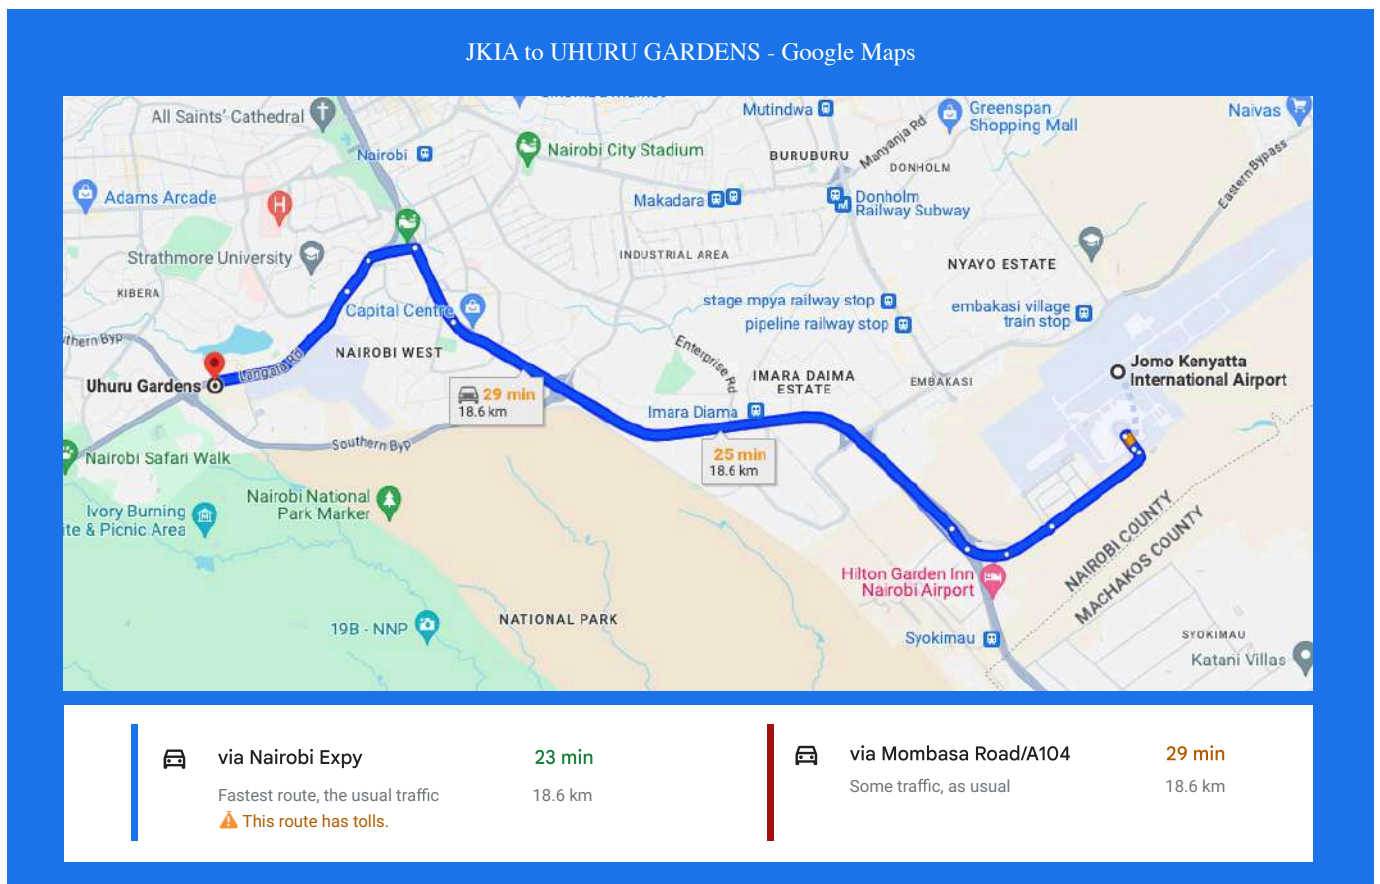 JKIA to UHURU GARDENS - Google Maps
All Saints' Cathedral
Nairobi
Nairobi City Stadium
Mutindwa
Greenspan
Shopping Mall
Naivas
BURUBURU
Manyanja Rd
DONHOLM
Eastern Bypass
Adams Arcade
H
Makadara
Donholm
Railway Subway
Strathmore University
INDUSTRIAL AREA
NYAYO ESTATE
KIBERA
Capital Centre
stage mpya railway stop
pipeline railway stop
embakasi village
train stop
thern Byp
Langata Rd
NAIROBI WEST
Enterprise Rd
IMARA DAIMA
ESTATE
EMBAKASI
Jomo Kenyatta
International Airport
Uhuru Gardens
29 min
18.6 km
Imara Diama
Southern Byp
25 min
18.6 km
Nairobi Safari Walk
Nairobi National
Park Marker
Ivory Burning
ite & Picnic Area
NAIROBI COUNTY
MACHAKOS COUNTY
Hilton Garden Inn
Nairobi Airport
19B - NNP
NATIONAL PARK
Syokimau
SYOKIMAU
Katani Villas
via Nairobi Expy
23 min
Fastest route, the usual traffic
18.6 km
This route has tolls.
via Mombasa Road/A104
29 min
Some traffic, as usual
18.6 km